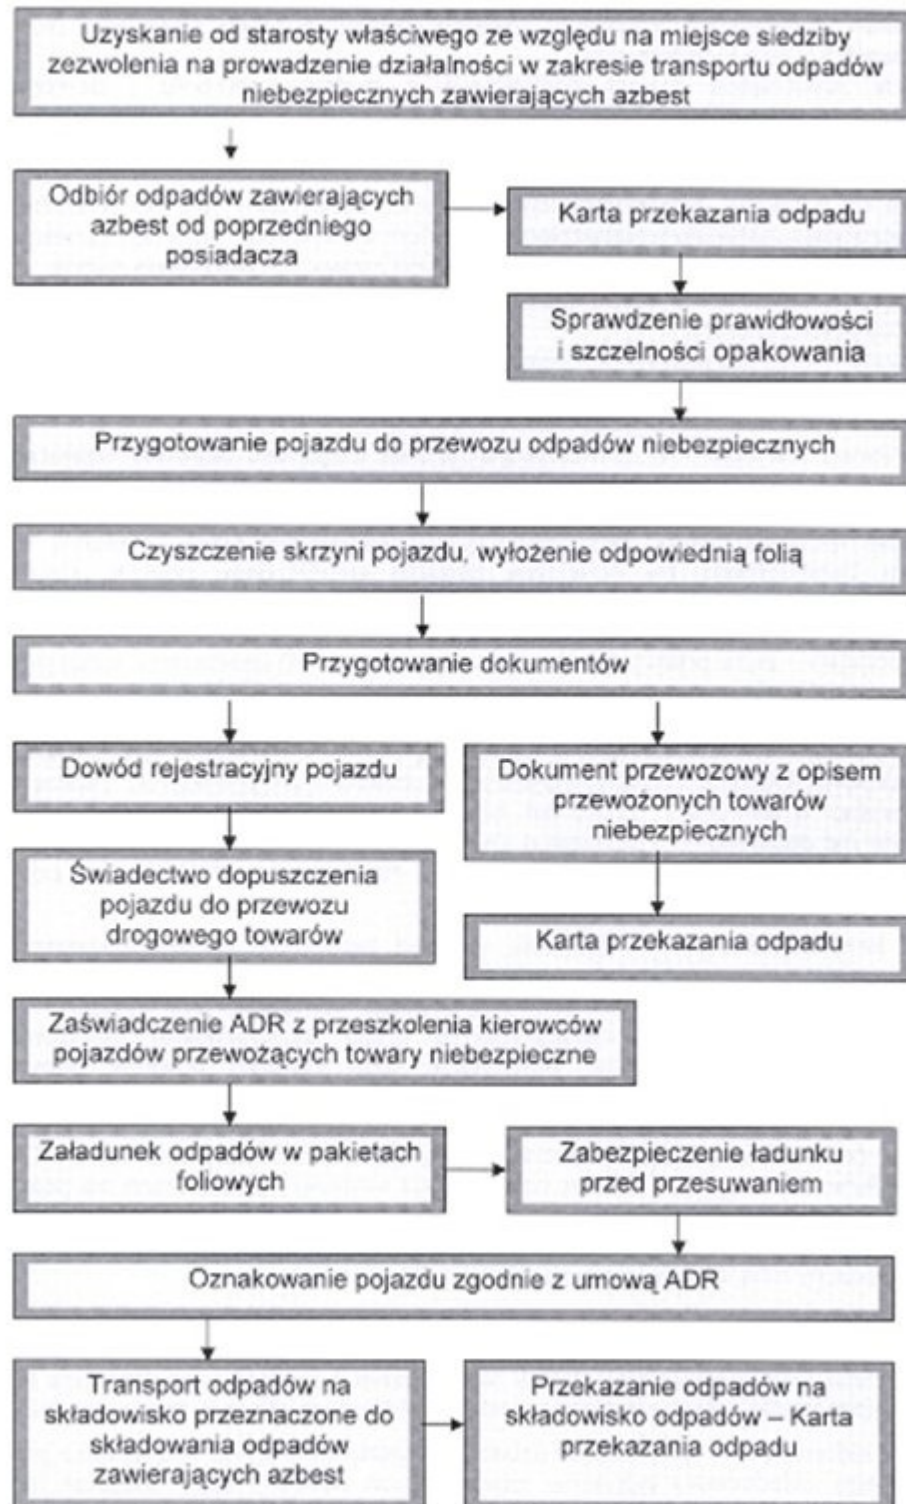 Uzyskanie od starosty właściwego ze względu na miejsce siedziby
zezwolenia na prowadzenie działalności w zakresie transportu odpadów
niebezpiecznych zawierających azbest
Odbiór odpadów zawierających
azbest od poprzedniego
posiadacza
Karta przekazania odpadu
Sprawdzenie prawidłowości
i szczelności opakowania
Przygotowanie pojazdu do przewozu odpadów niebezpiecznych
Czyszczenie skrzyni pojazdu, wyłożenie odpowiednią folią
Przygotowanie dokumentów
Dowód rejestracyjny pojazdu
Dokument przewozowy z opisem
przewożonych towarów
niebezpiecznych
Świadectwo dopuszczenia
pojazdu do przewozu
drogowego towarów
Karta przekazania odpadu
Zaświadczenie ADR z przeszkolenia kierowców
pojazdów przewożących towary niebezpieczne
Załadunek odpadów w pakietach
foliowych
Zabezpieczenie ładunku
przed przesuwaniem
Oznakowanie pojazdu zgodnie z umową ADR
Transport odpadów na
składowisko przeznaczone do
składowania odpadów
zawierających azbest
Przekazanie odpadów na
składowisko odpadów – Karta
przekazania odpadu